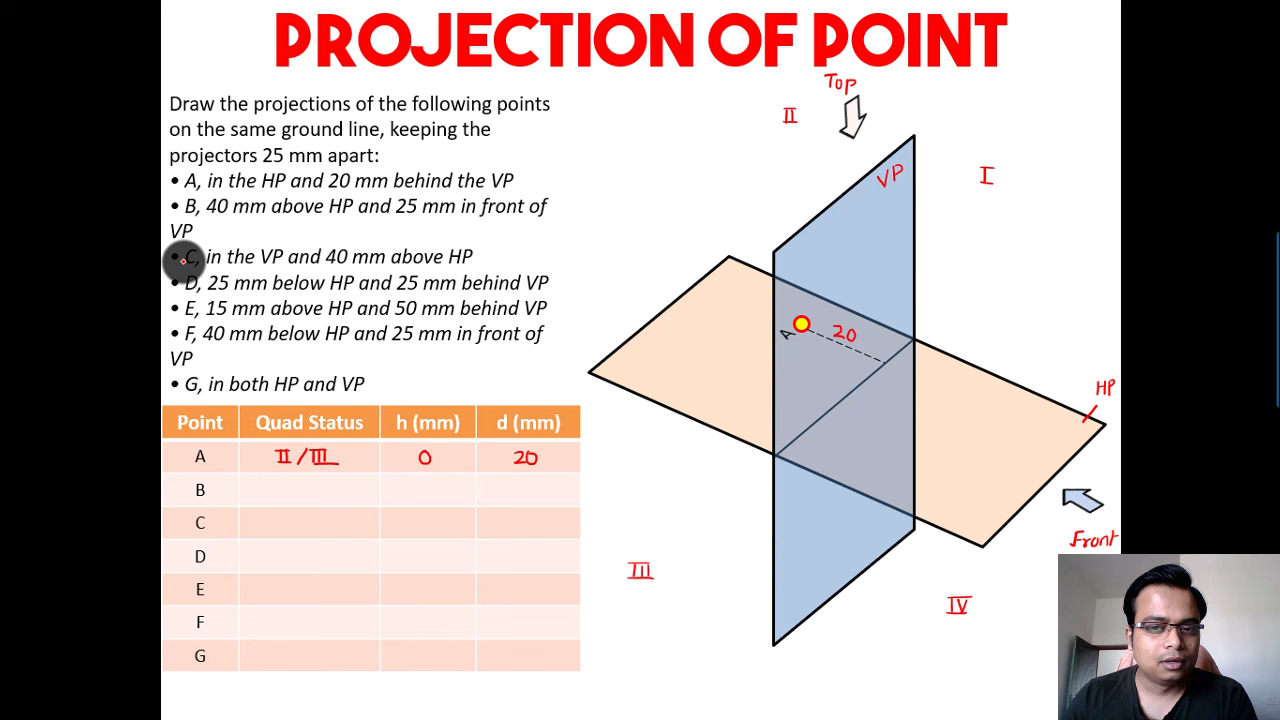 PROJECTION OF POINT
Draw the projections of the following points
on the same ground line, keeping the
projectors 25 mm apart:
• A, in the HP and 20 mm behind the VP
• B, 40 mm above HP and 25 mm in front of
VP
• C, in the VP and 40 mm above HP
• D, 25 mm below HP and 25 mm behind VP
• E, 15 mm above HP and 50 mm behind VP
• F, 40 mm below HP and 25 mm in front of
VP
• G, in both HP and VP
Point Quad Status h (mm) d (mm)
A II / III 0 20
B
C
D
E
F
G
Top
II
VP
I
A 20
HP
Front
III
IV